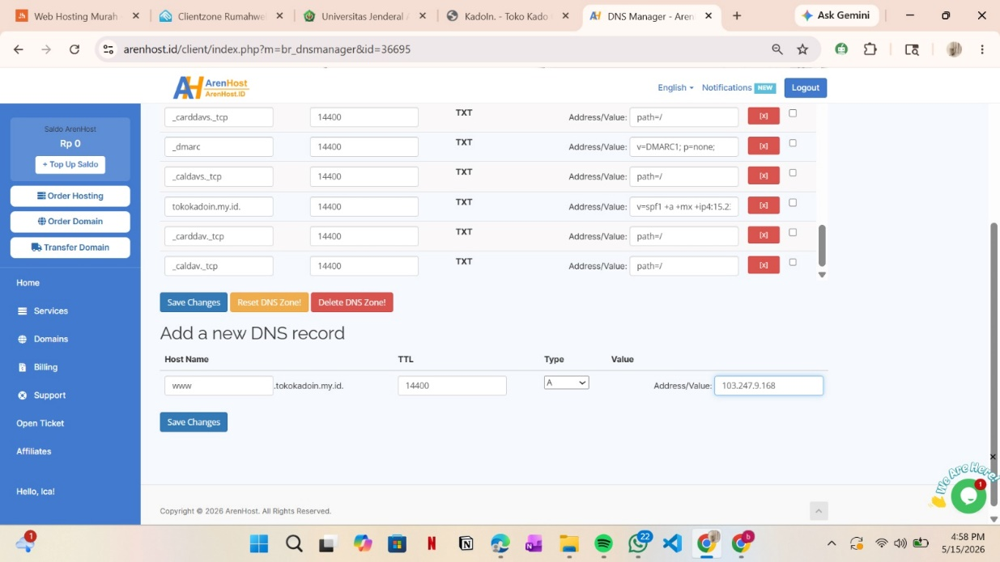 Web Hosting Murah
Clientzone Rumahwe
Universitas Jenderal
KadoIn. - Toko Kado
DNS Manager - Aren
Ask Gemini
arenhost.id/client/index.php?m=br_dnsmanager&id=36695
AH ArenHost
ArenHost.ID
English
Notifications NEW
Logout
Saldo ArenHost
Rp 0
+ Top Up Saldo
Order Hosting
Order Domain
Transfer Domain
Home
Services
Domains
Billing
Support
Open Ticket
Affiliates
Hello, Ica!
_carddavs._tcp 14400 TXT Address/Value: path=/ [X]
_dmarc 14400 TXT Address/Value: v=DMARC1; p=none; [X]
_caldavs._tcp 14400 TXT Address/Value: path=/ [X]
tokokadoin.my.id. 14400 TXT Address/Value: v=spf1 +a +mx +ip4:15.2 [X]
_carddav._tcp 14400 TXT Address/Value: path=/ [X]
_caldav._tcp 14400 TXT Address/Value: path=/ [X]
Save Changes Reset DNS Zone! Delete DNS Zone!
Add a new DNS record
Host Name TTL Type Value
www .tokokadoin.my.id. 14400 A Address/Value: 103.247.9.168
Save Changes
We Are Here!
1
Copyright © 2026 ArenHost. All Rights Reserved.
1
22
b
4:58 PM
5/15/2026